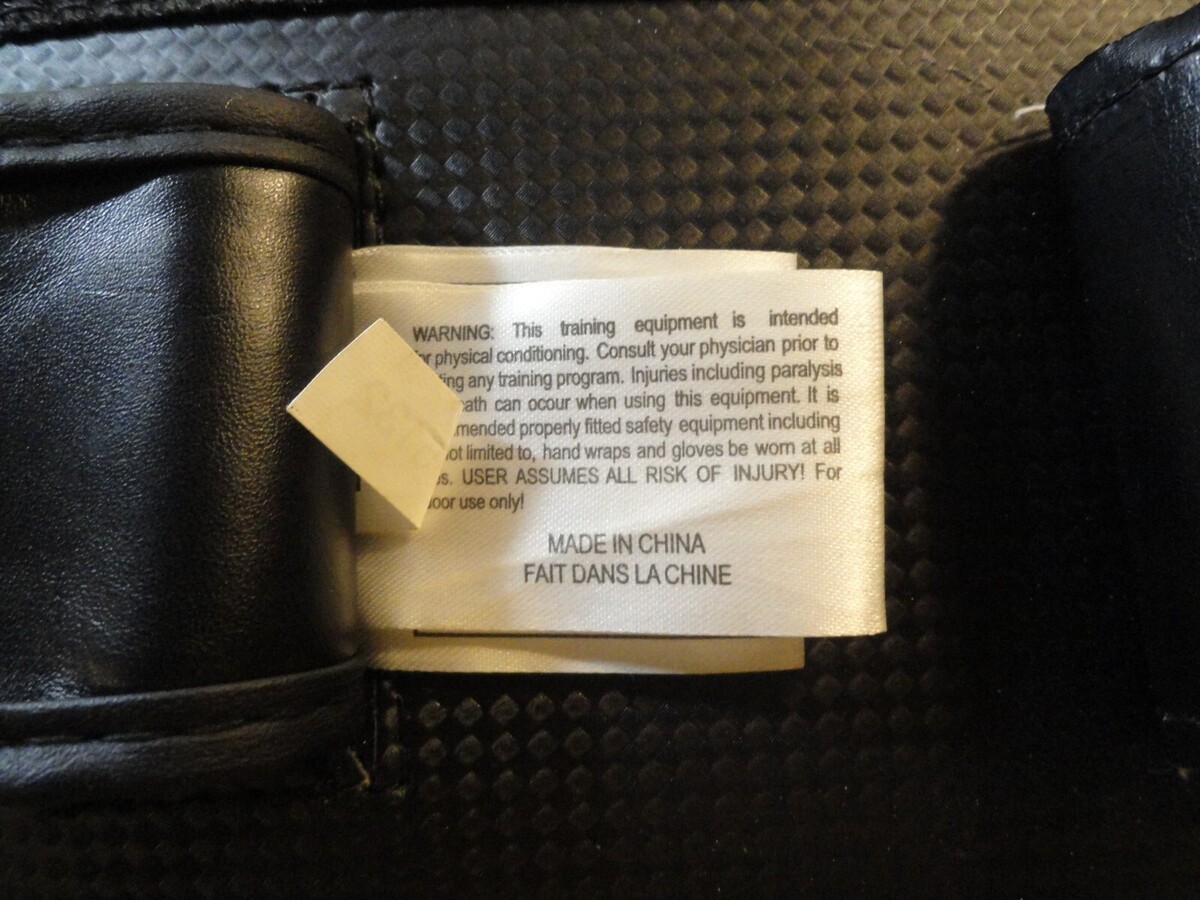 WARNING: This training equipment is intended
physical conditioning. Consult your physician prior to
any training program. Injuries including paralysis
can ocour when using this equipment. It is
properly fitted safety equipment including
limited to, hand wraps and gloves be worn at all
USER ASSUMES ALL RISK OF INJURY! For
use only!
MADE IN CHINA
FAIT DANS LA CHINE